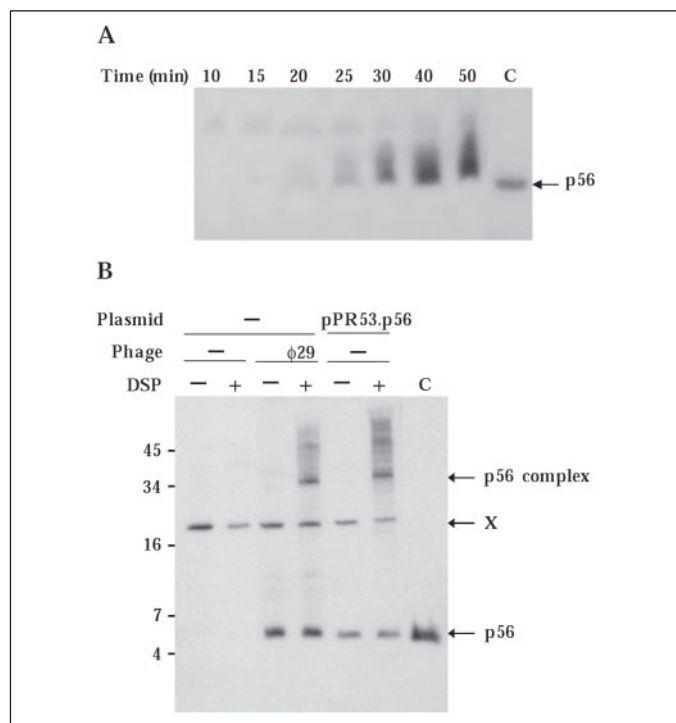 A
Time (min) 10 15 20 25 30 40 50 C
p56
B
Plasmid – pPR53.p56
Phage – ϕ29 –
DSP – + – + – + C
45
34
16
7
4
p56 complex
X
p56